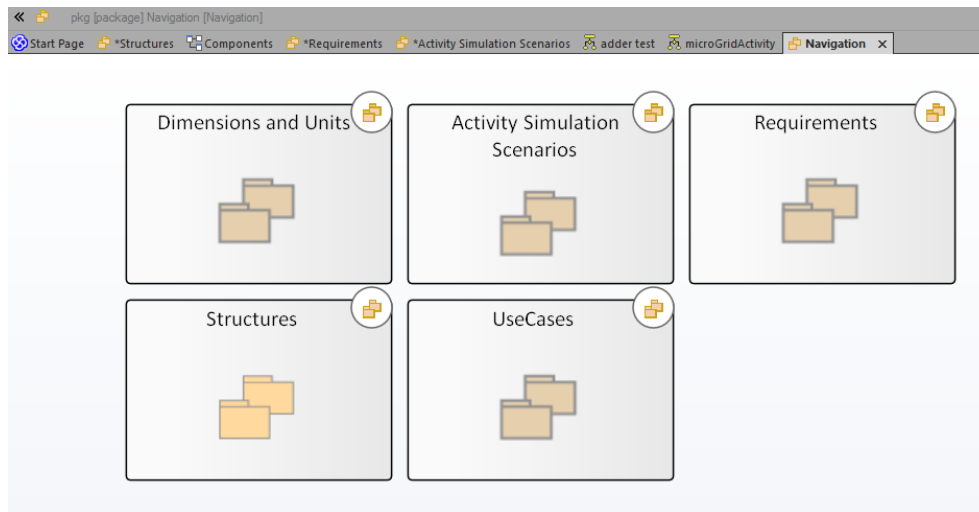 pkg [package] Navigation [Navigation]
Start Page *Structures Components *Requirements *Activity Simulation Scenarios adder test microGridActivity Navigation X
Dimensions and Units
Activity Simulation
Scenarios
Requirements
Structures
UseCases